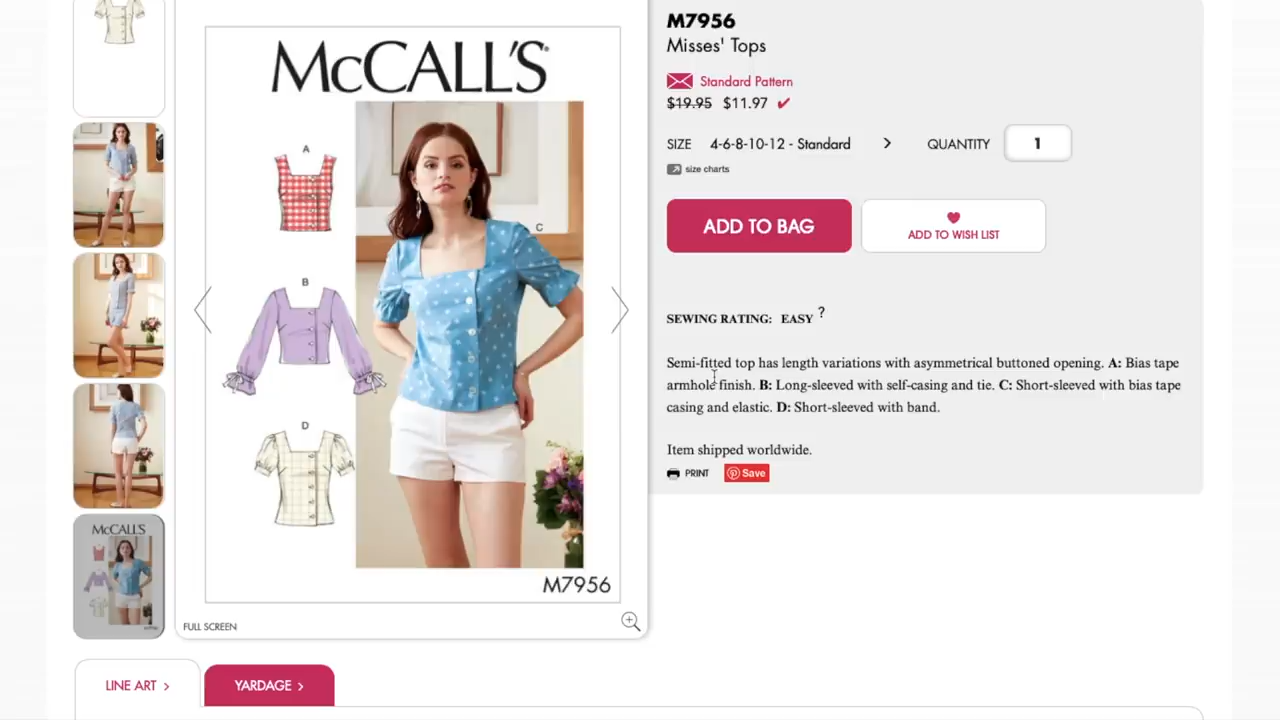 McCALL'S
A
B
C
D
M7956
FULL SCREEN
McCALL'S
M7956
Misses' Tops
Standard Pattern
$19.95 $11.97
SIZE 4-6-8-10-12 - Standard > QUANTITY 1
size charts
ADD TO BAG
ADD TO WISH LIST
SEWING RATING: EASY ?
Semi-fitted top has length variations with asymmetrical buttoned opening. A: Bias tape
armhole finish. B: Long-sleeved with self-casing and tie. C: Short-sleeved with bias tape
casing and elastic. D: Short-sleeved with band.
Item shipped worldwide.
PRINT Save
LINE ART > YARDAGE >